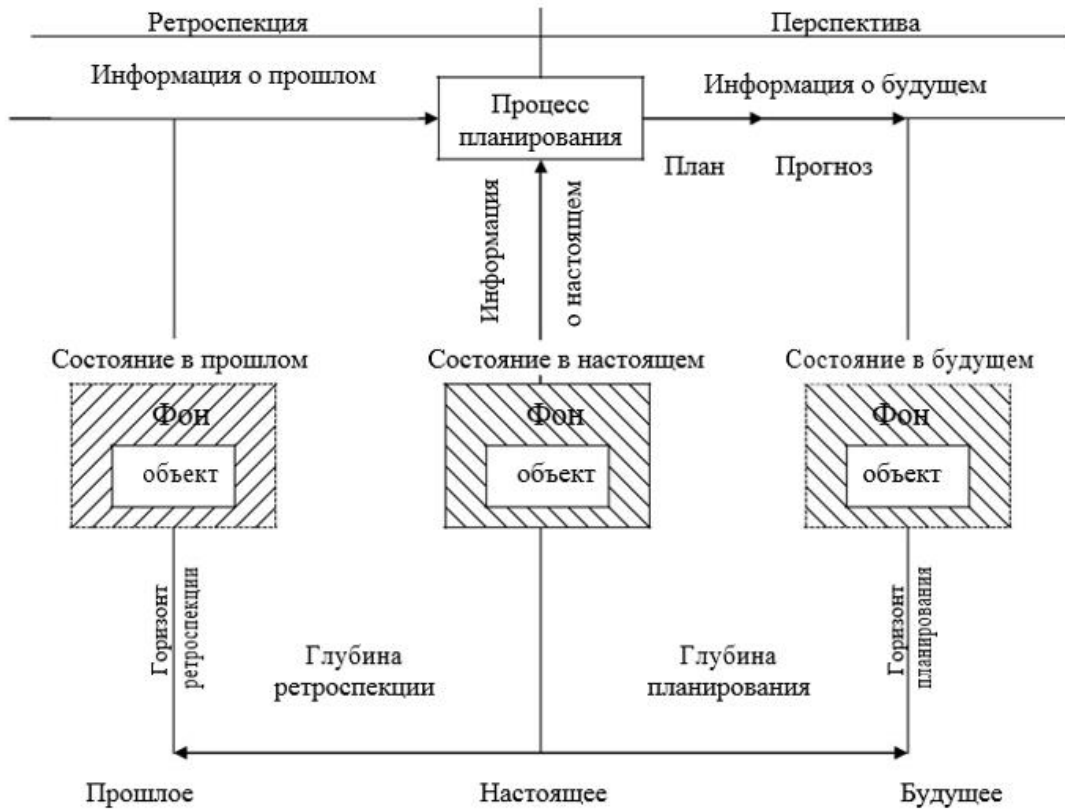 Ретроспекция
Перспектива
Информация о прошлом
Информация о будущем
Процесс
планирования
План
Прогноз
Информация
о настоящем
Состояние в прошлом
Состояние в настоящем
Состояние в будущем
Фон
Фон
Фон
объект
объект
объект
Горизонт
ретроспекции
Глубина
ретроспекции
Глубина
планирования
Горизонт
планирования
Прошлое
Настоящее
Будущее